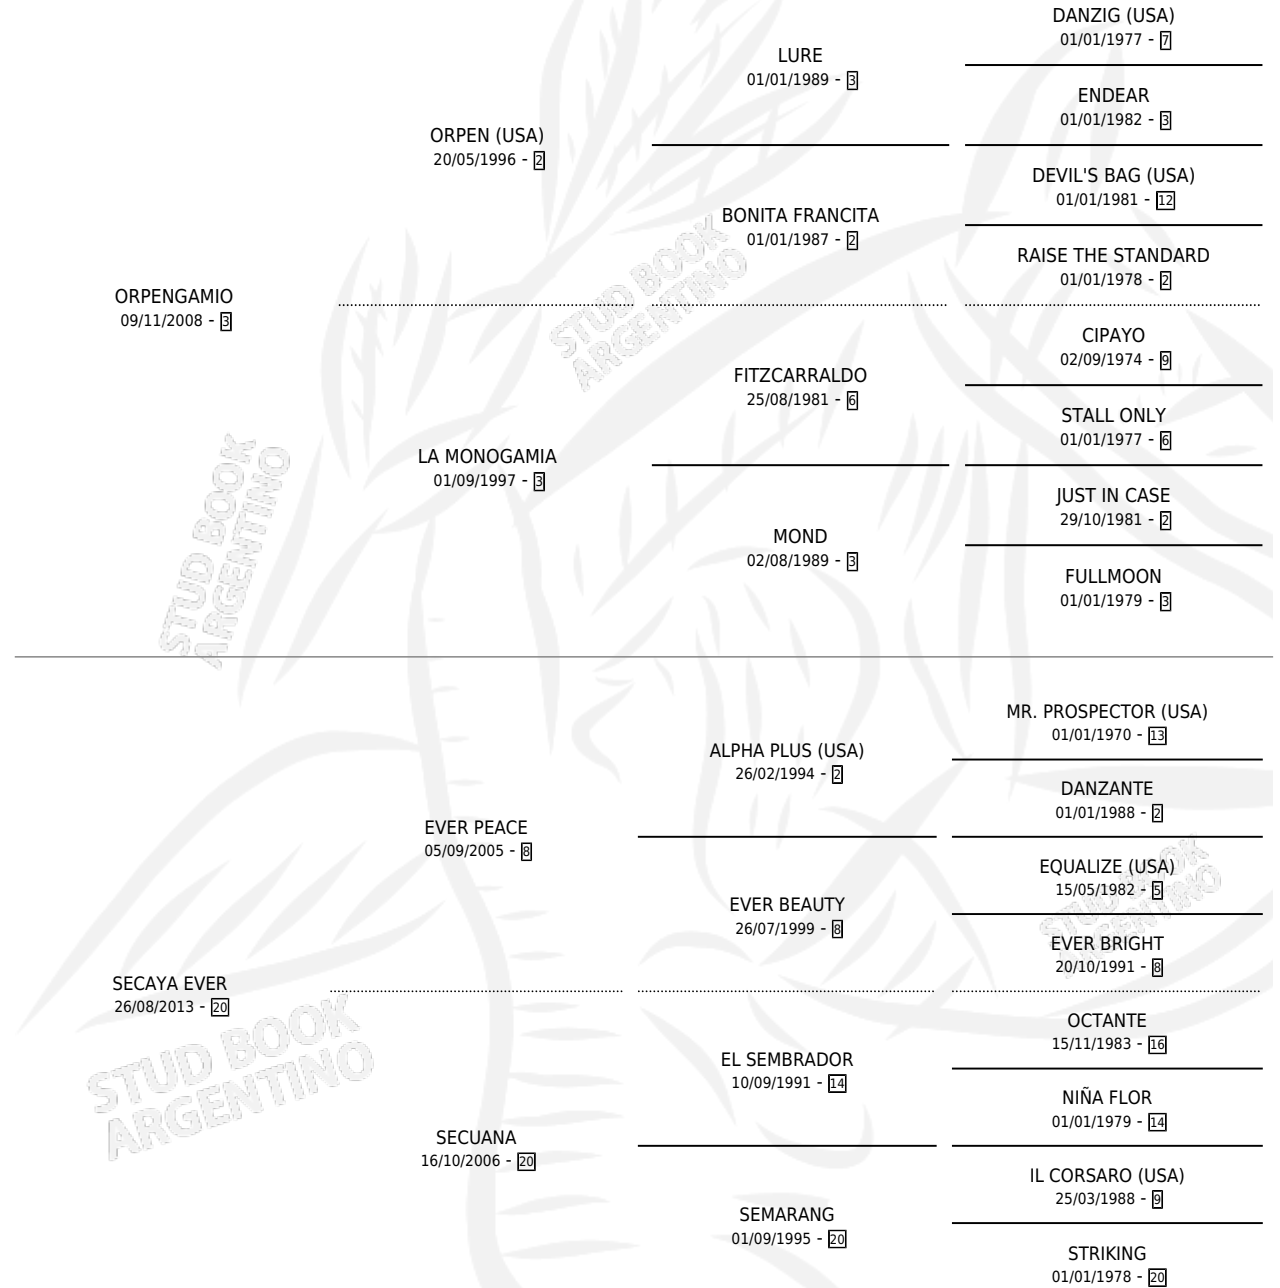 DANZIG (USA)
01/01/1977 - 7
LURE
01/01/1989 - 3
ENDEAR
01/01/1982 - 3
ORPEN (USA)
20/05/1996 - 2
DEVIL'S BAG (USA)
01/01/1981 - 12
BONITA FRANCITA
01/01/1987 - 2
RAISE THE STANDARD
01/01/1978 - 2
ORPENGAMIO
09/11/2008 - 3
CIPAYO
02/09/1974 - 9
FITZCARRALDO
25/08/1981 - 6
STALL ONLY
01/01/1977 - 6
LA MONOGAMIA
01/09/1997 - 3
JUST IN CASE
29/10/1981 - 2
MOND
02/08/1989 - 3
FULLMOON
01/01/1979 - 3
MR. PROSPECTOR (USA)
01/01/1970 - 13
ALPHA PLUS (USA)
26/02/1994 - 2
DANZANTE
01/01/1988 - 2
EVER PEACE
05/09/2005 - 8
EQUALIZE (USA)
15/05/1982 - 5
EVER BEAUTY
26/07/1999 - 8
EVER BRIGHT
20/10/1991 - 8
SECAYA EVER
26/08/2013 - 20
OCTANTE
15/11/1983 - 16
EL SEMBRADOR
10/09/1991 - 14
NIÑA FLOR
01/01/1979 - 14
SECUANA
16/10/2006 - 20
IL CORSARO (USA)
25/03/1988 - 9
SEMARANG
01/09/1995 - 20
STRIKING
01/01/1978 - 20
STUD BOOK
ARGENTINO
STUD BOOK
ARGENTINO
STUD BOOK
ARGENTINO
STUD BOOK
ARGENTINO